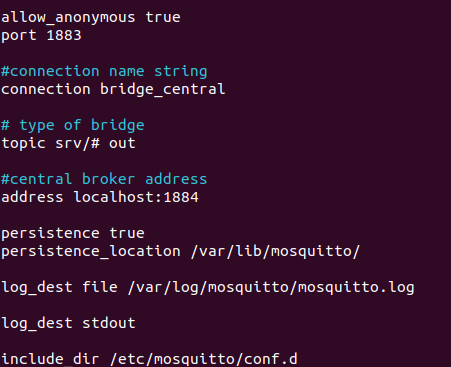 allow_anonymous true
port 1883
#connection name string
connection bridge_central
# type of bridge
topic srv/# out
#central broker address
address localhost:1884
persistence true
persistence_location /var/lib/mosquitto/
log_dest file /var/log/mosquitto/mosquitto.log
log_dest stdout
include_dir /etc/mosquitto/conf.d